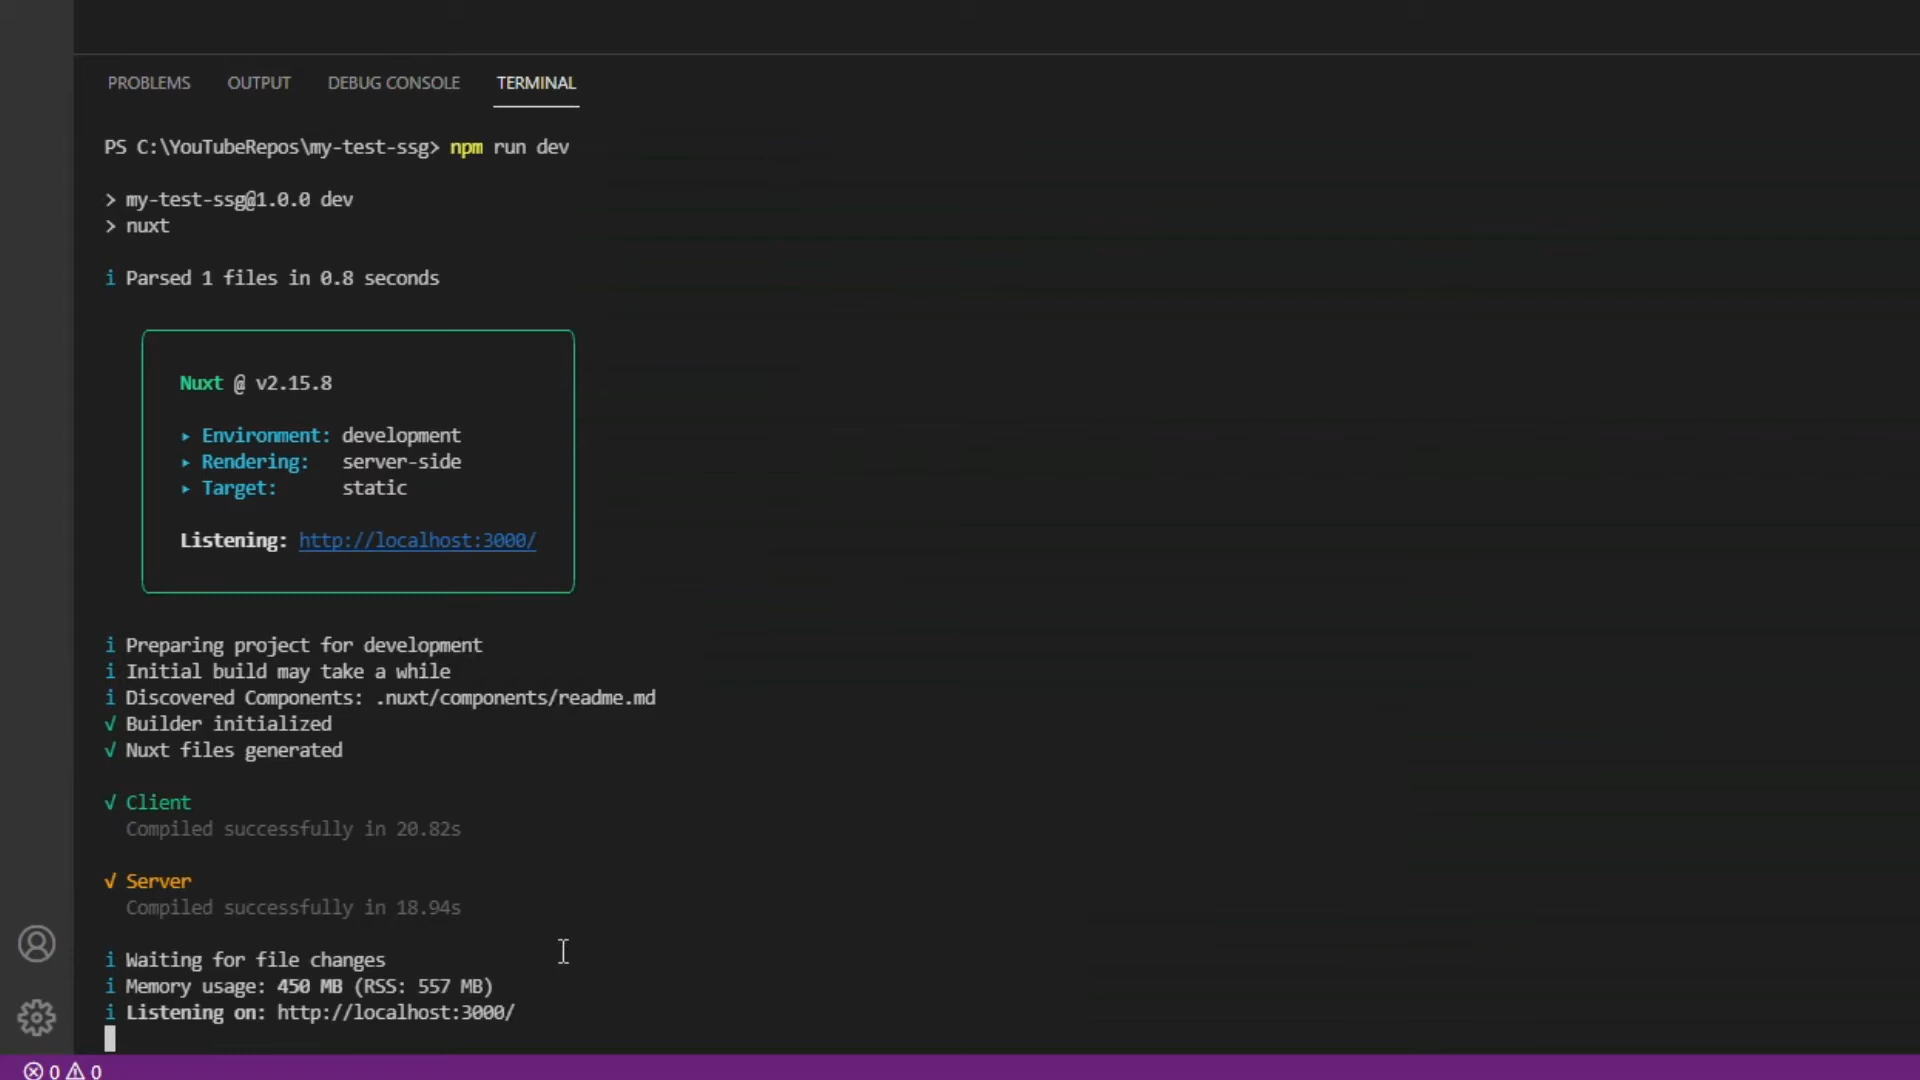 PROBLEMS OUTPUT DEBUG CONSOLE TERMINAL
PS C:\YouTubeRepos\my-test-ssg> npm run dev
> my-test-ssg@1.0.0 dev
> nuxt
i Parsed 1 files in 0.8 seconds
Nuxt @ v2.15.8
▸ Environment: development
▸ Rendering: server-side
▸ Target: static
Listening: http://localhost:3000/
i Preparing project for development
i Initial build may take a while
i Discovered Components: .nuxt/components/readme.md
√ Builder initialized
√ Nuxt files generated
√ Client
Compiled successfully in 20.82s
√ Server
Compiled successfully in 18.94s
i Waiting for file changes
i Memory usage: 450 MB (RSS: 557 MB)
i Listening on: http://localhost:3000/
0 0